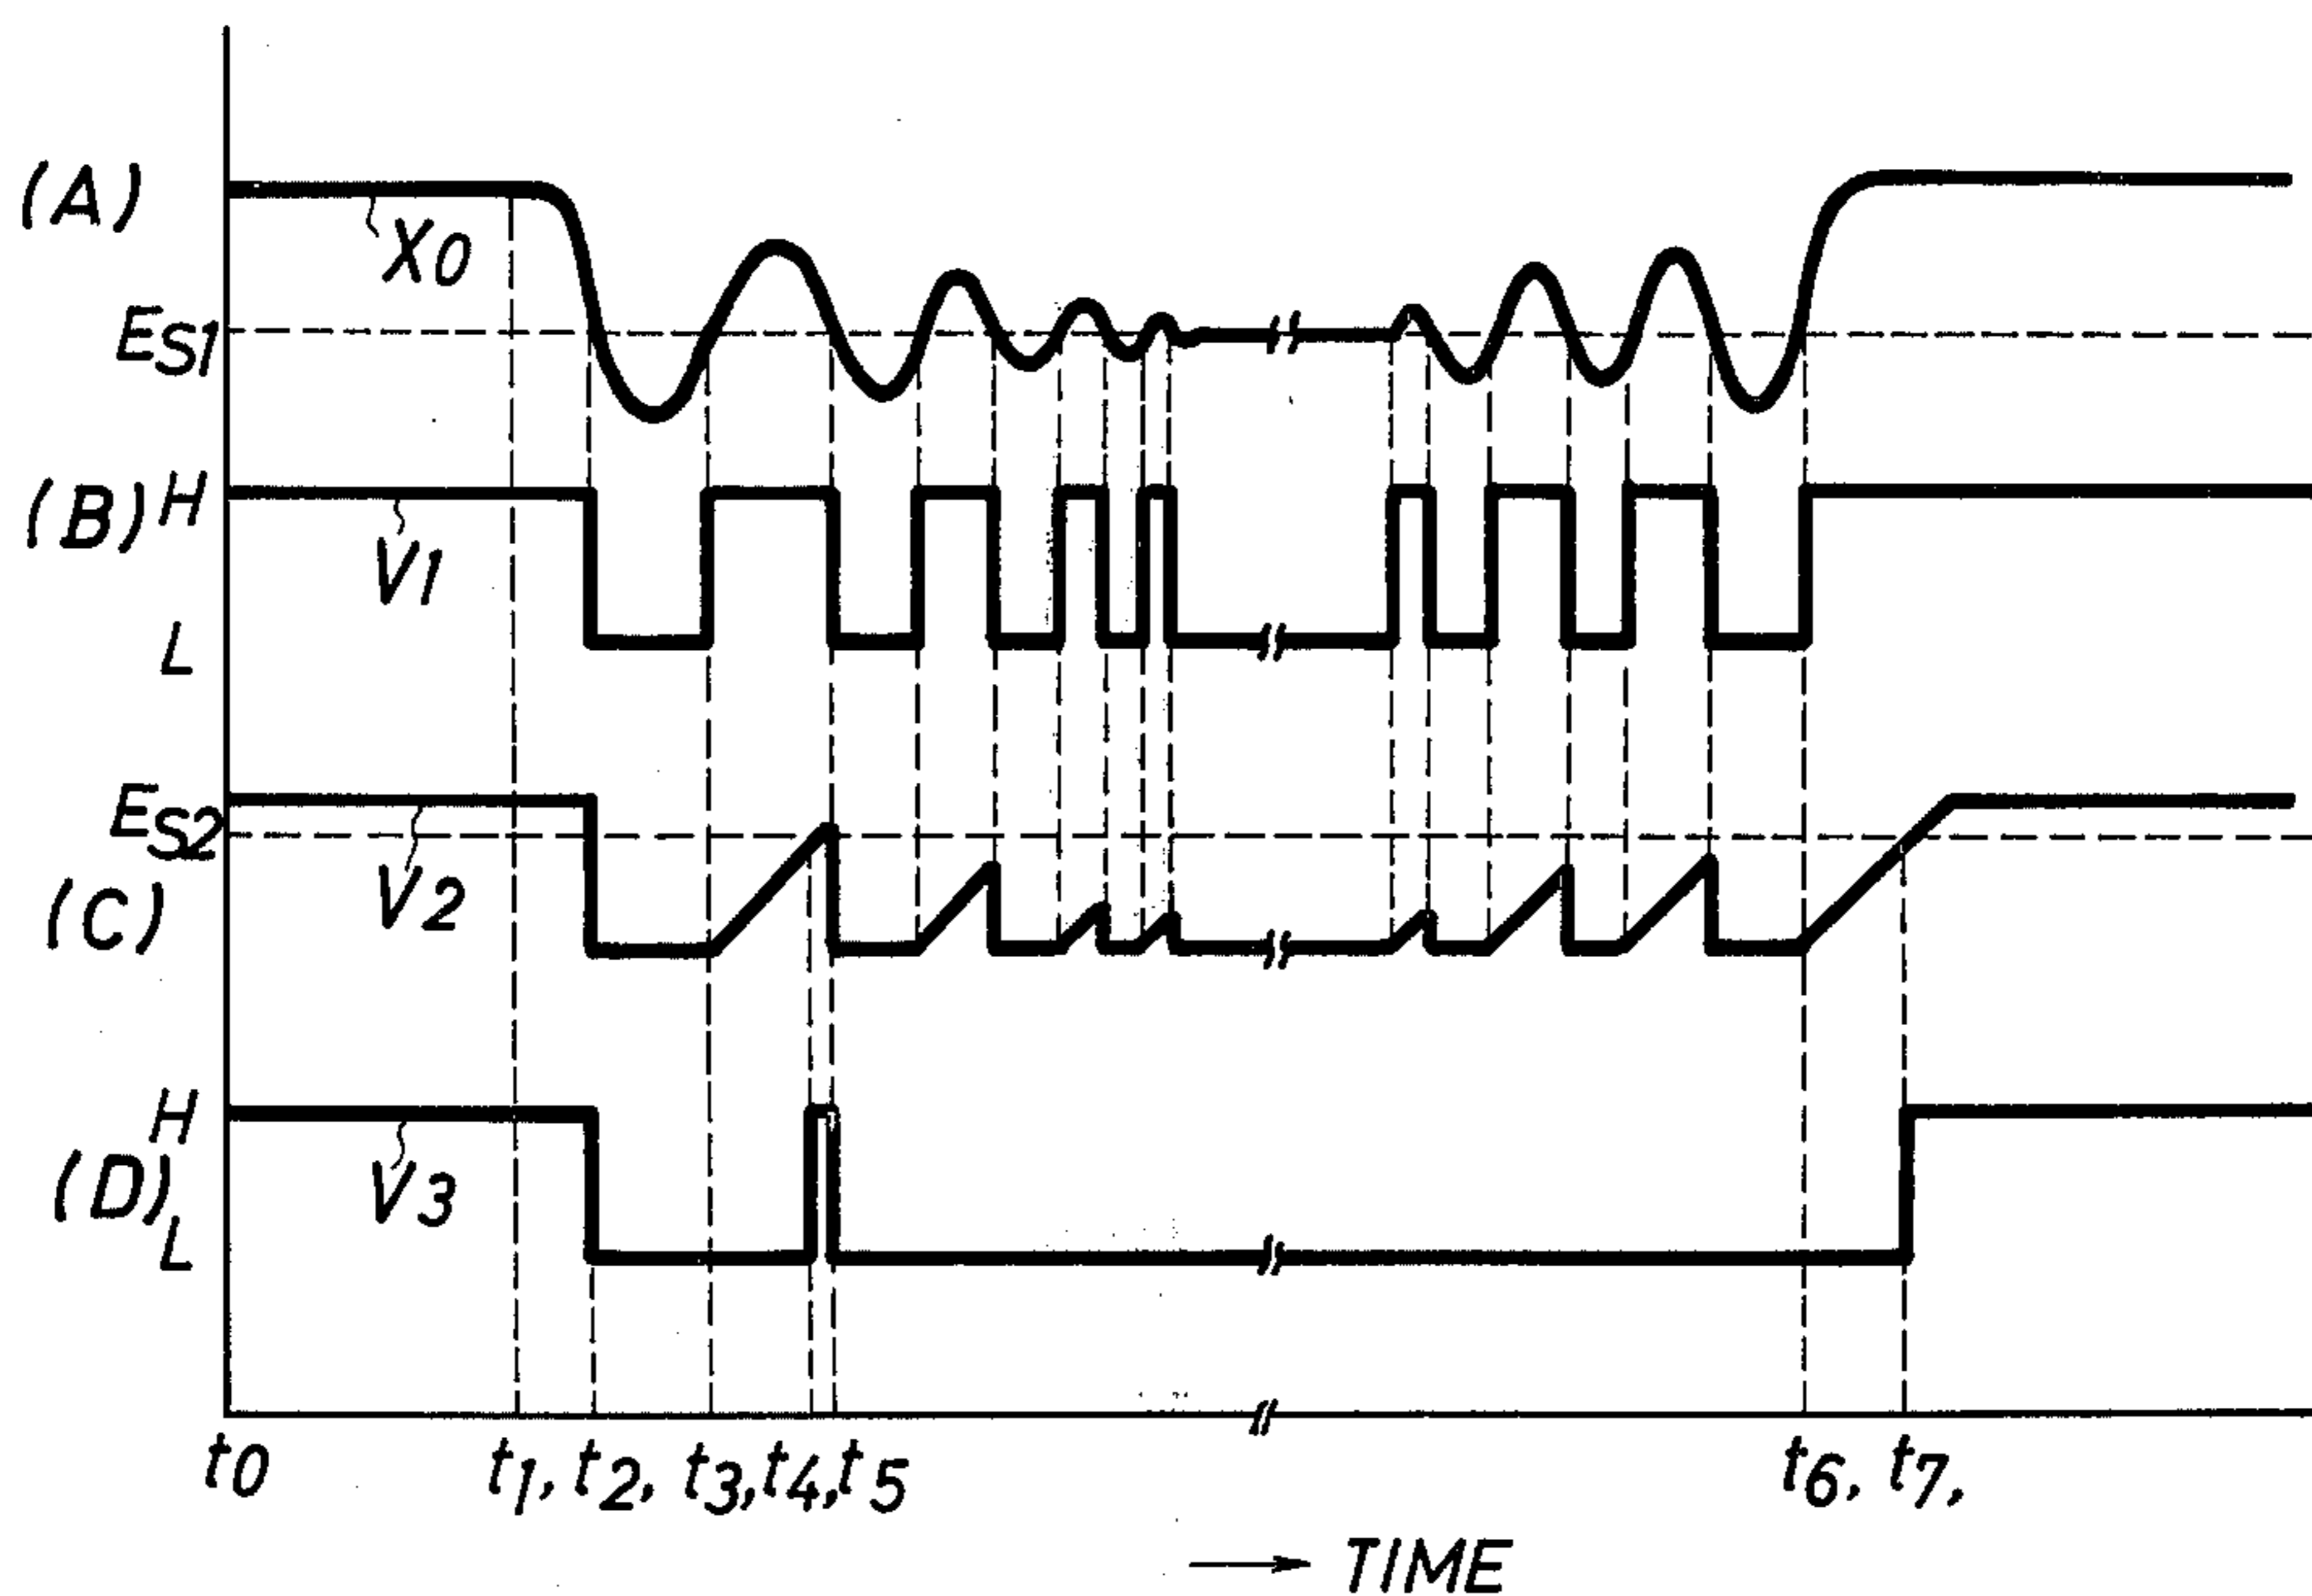 (A)
X0
ES1
(B) H
V1
L
ES2
V2
(C)
H
(D)
V3
L
t0 t1, t2, t3, t4, t5 t6, t7,
TIME